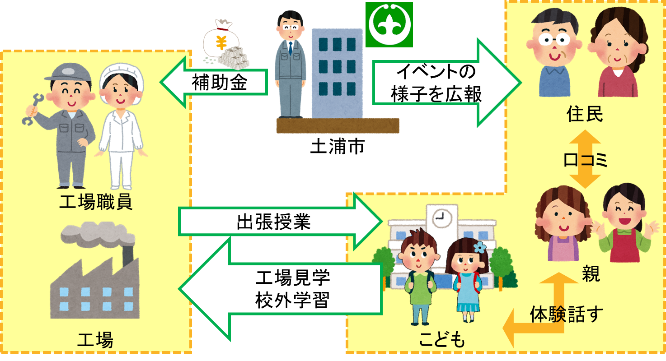 ¥
補助金
土浦市
イベントの
様子を広報
住民
口コミ
工場職員
出張授業
親
工場見学
校外学習
体験話す
工場
こども